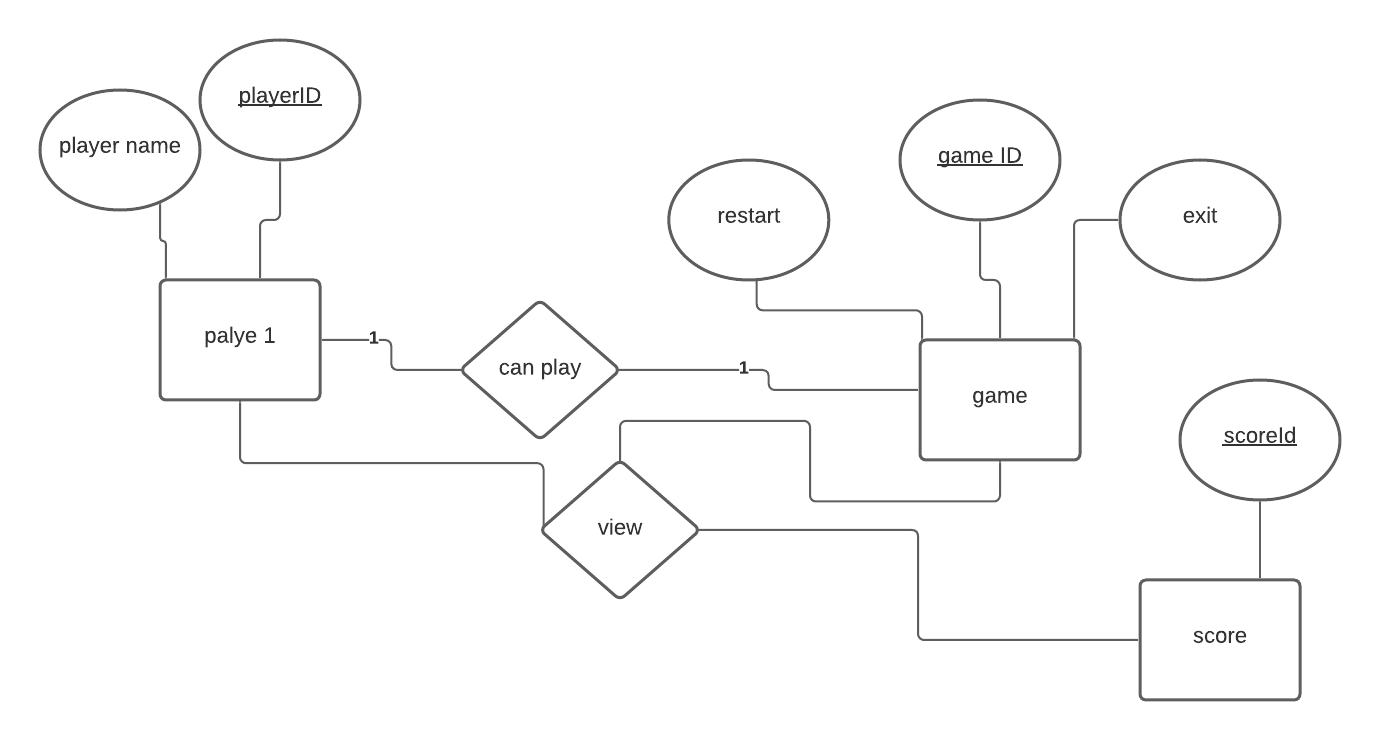 playerID
player name
game ID
restart
exit
palye 1
1
can play
1
game
scoreId
view
score